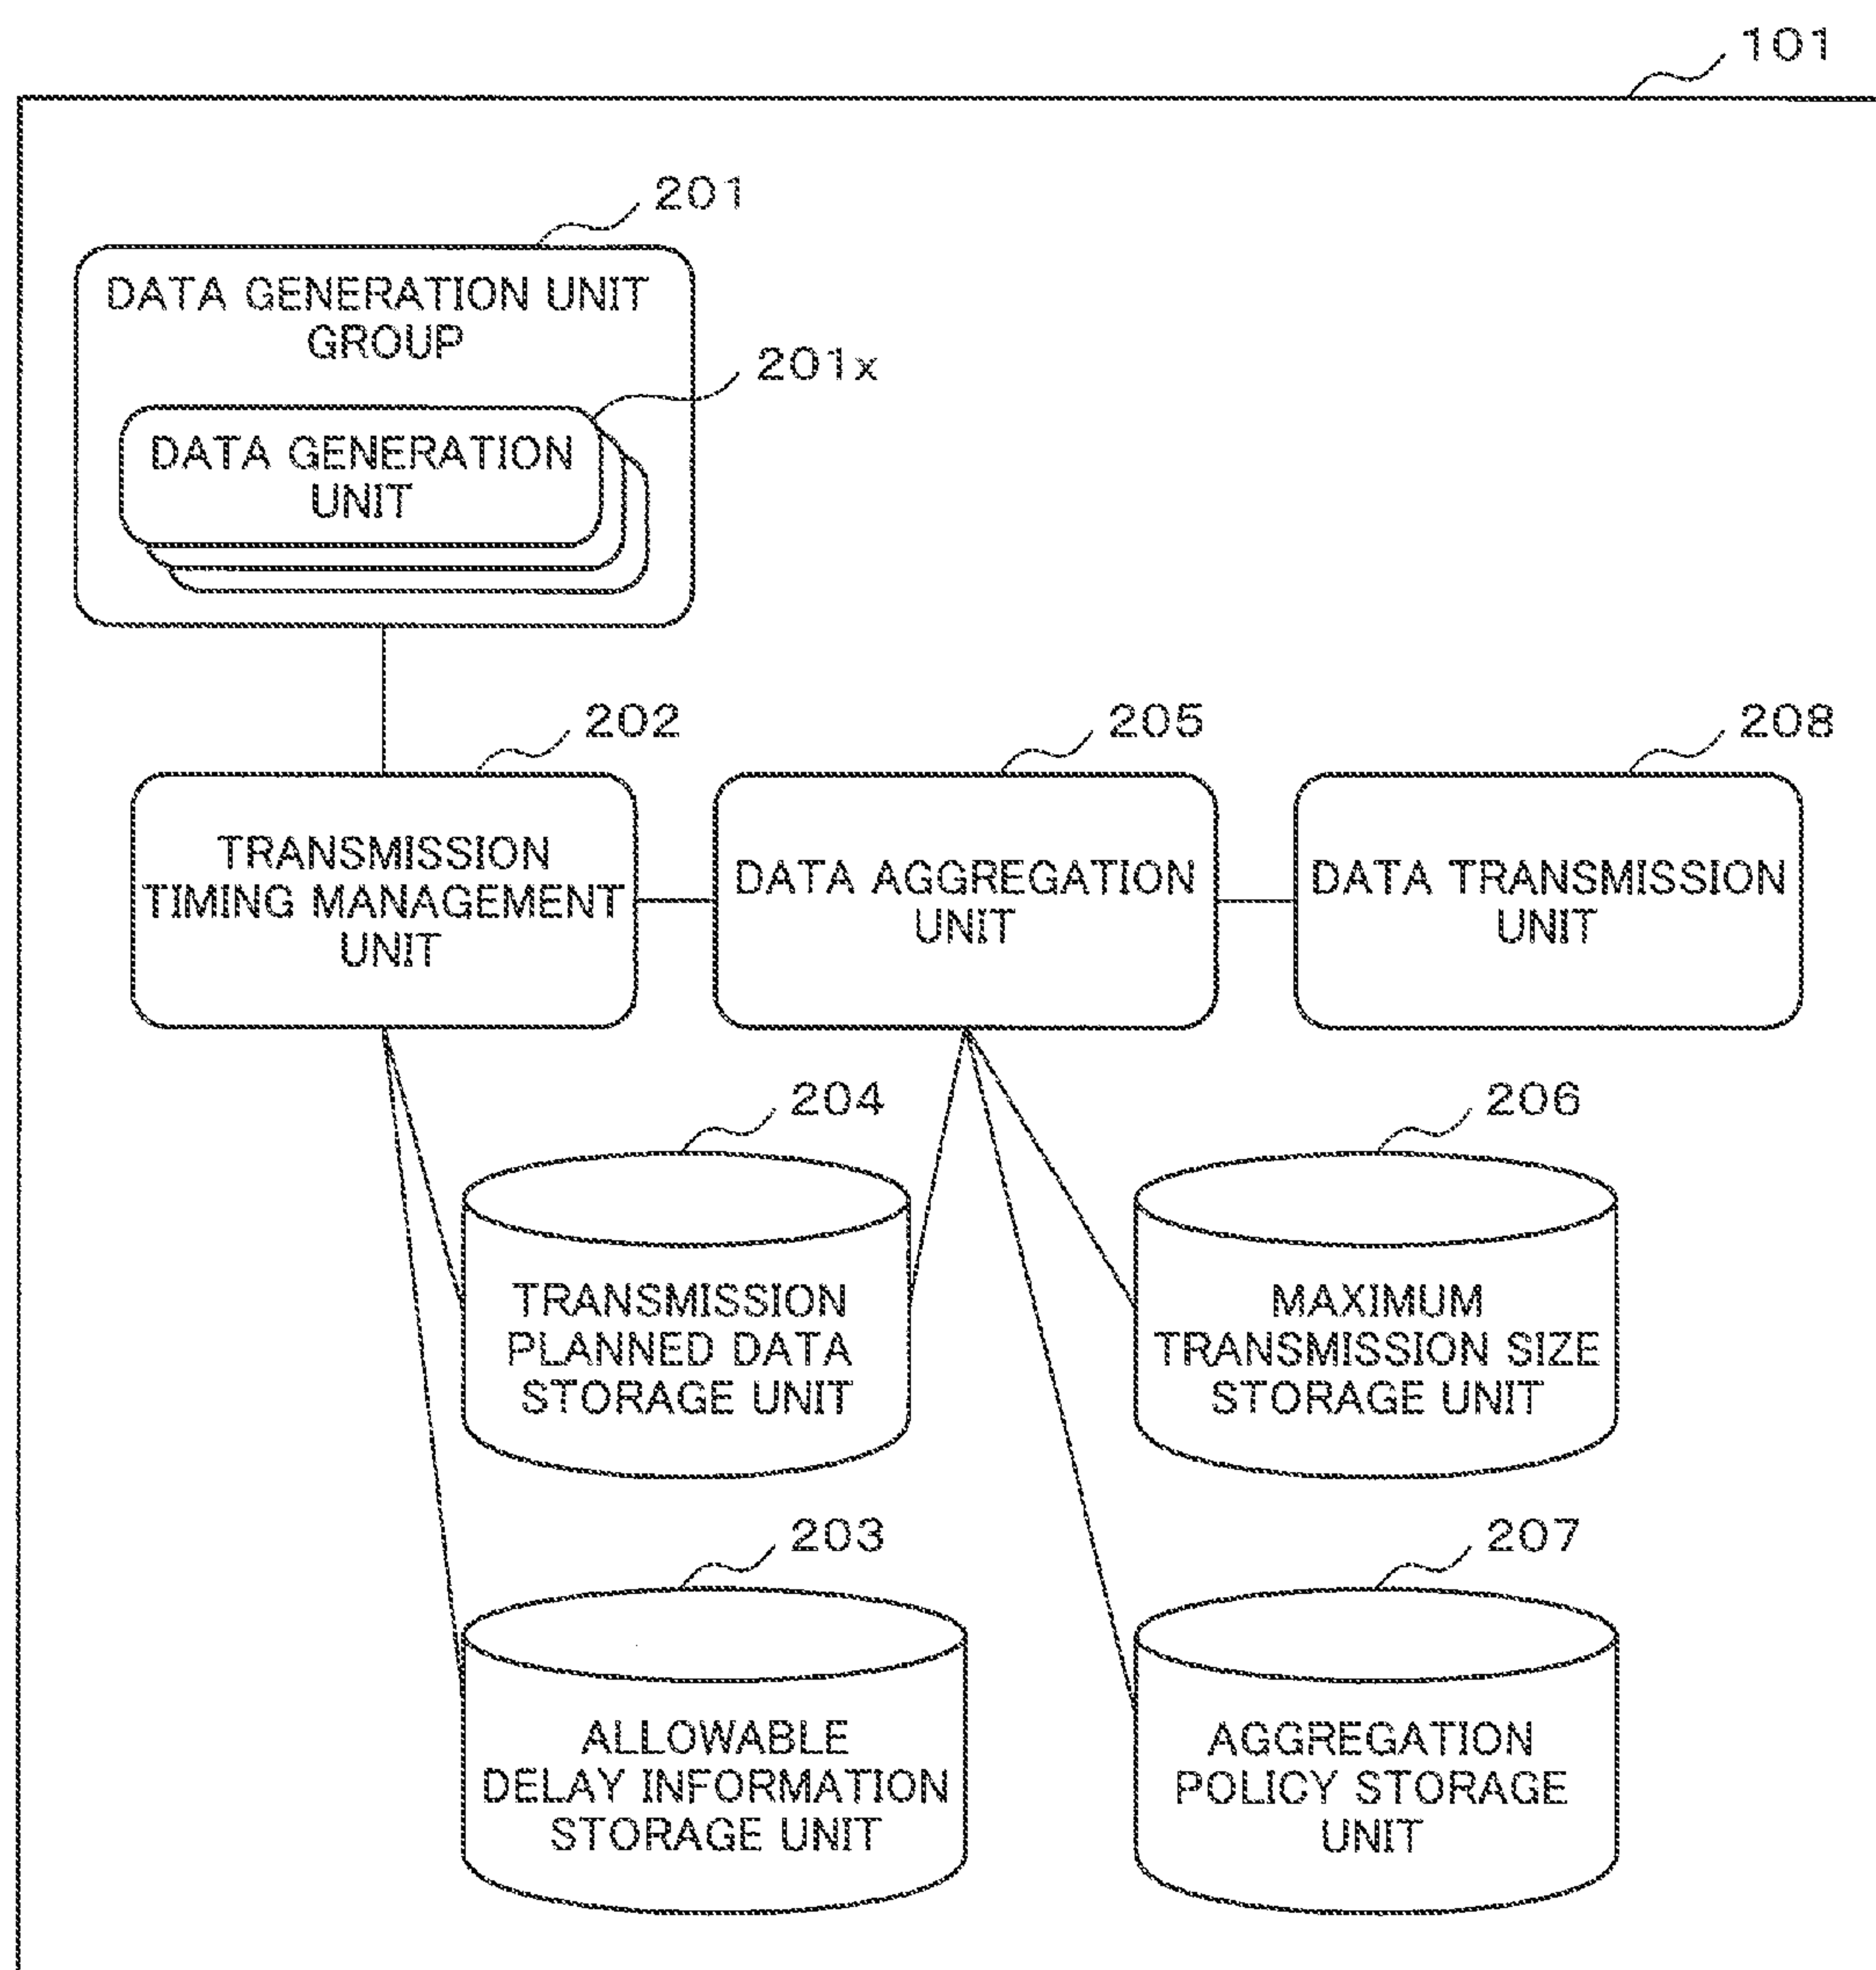 101
201
DATA GENERATION UNIT
GROUP
201x
DATA GENERATION
UNIT
202
205
208
TRANSMISSION
TIMING MANAGEMENT
UNIT
DATA AGGREGATION
UNIT
DATA TRANSMISSION
UNIT
204
206
TRANSMISSION
PLANNED DATA
STORAGE UNIT
MAXIMUM
TRANSMISSION SIZE
STORAGE UNIT
203
207
ALLOWABLE
DELAY INFORMATION
STORAGE UNIT
AGGREGATION
POLICY STORAGE
UNIT